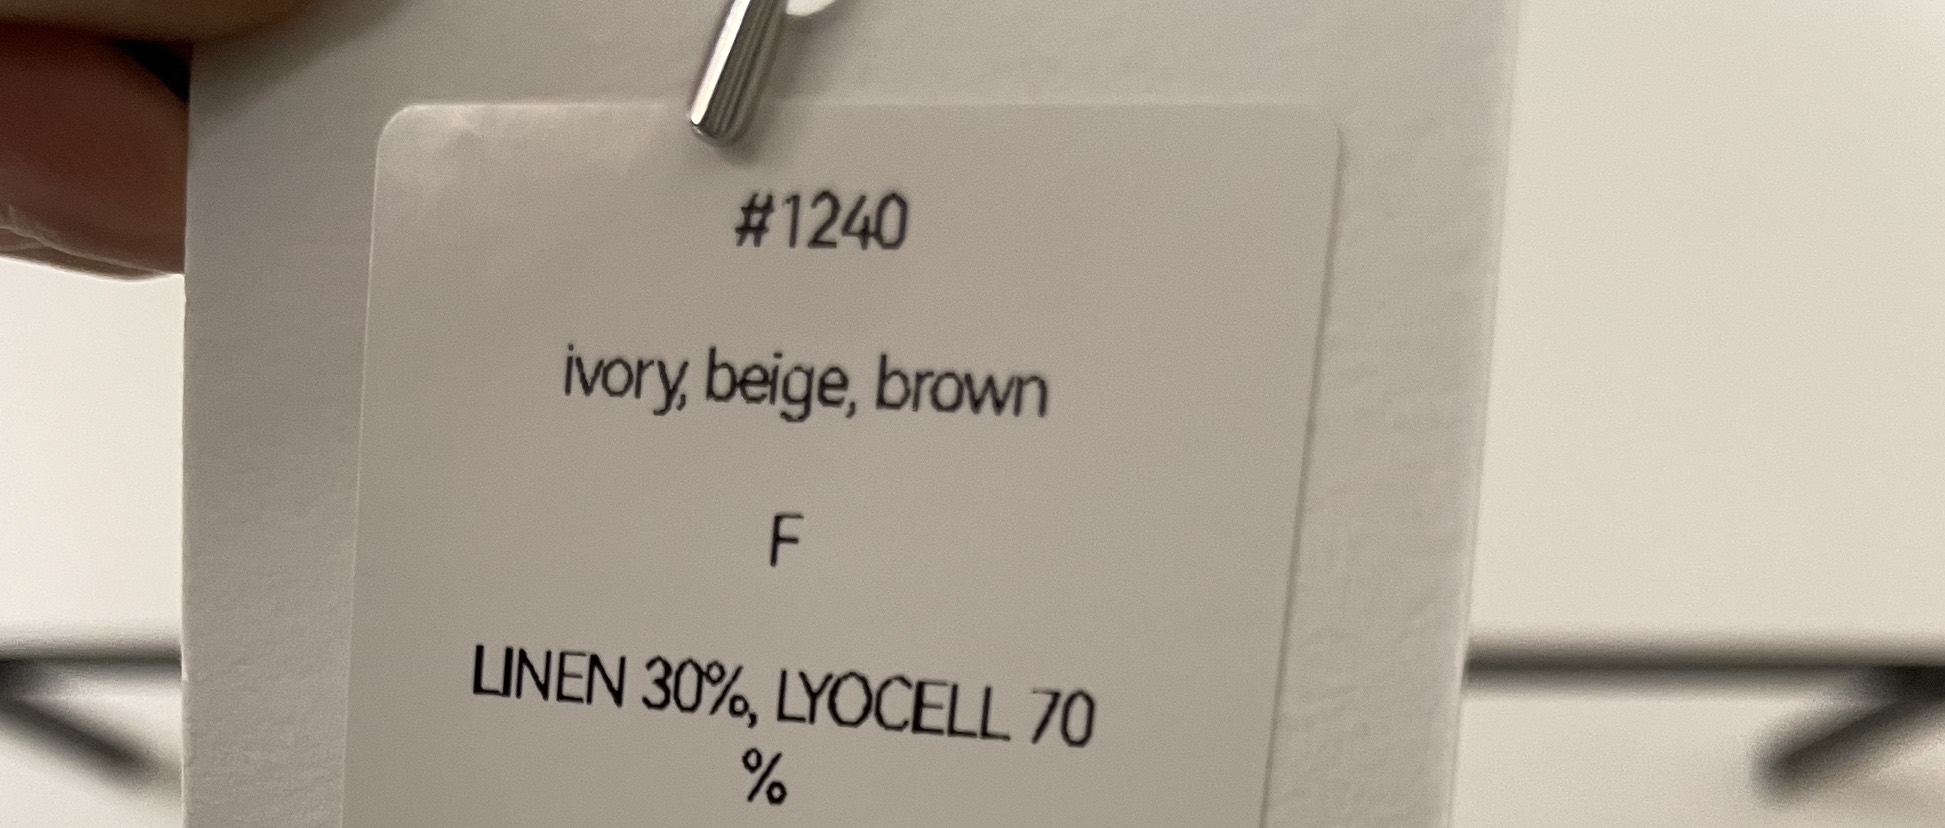 #1240
ivory, beige, brown
F
LINEN 30%, LYOCELL 70
%